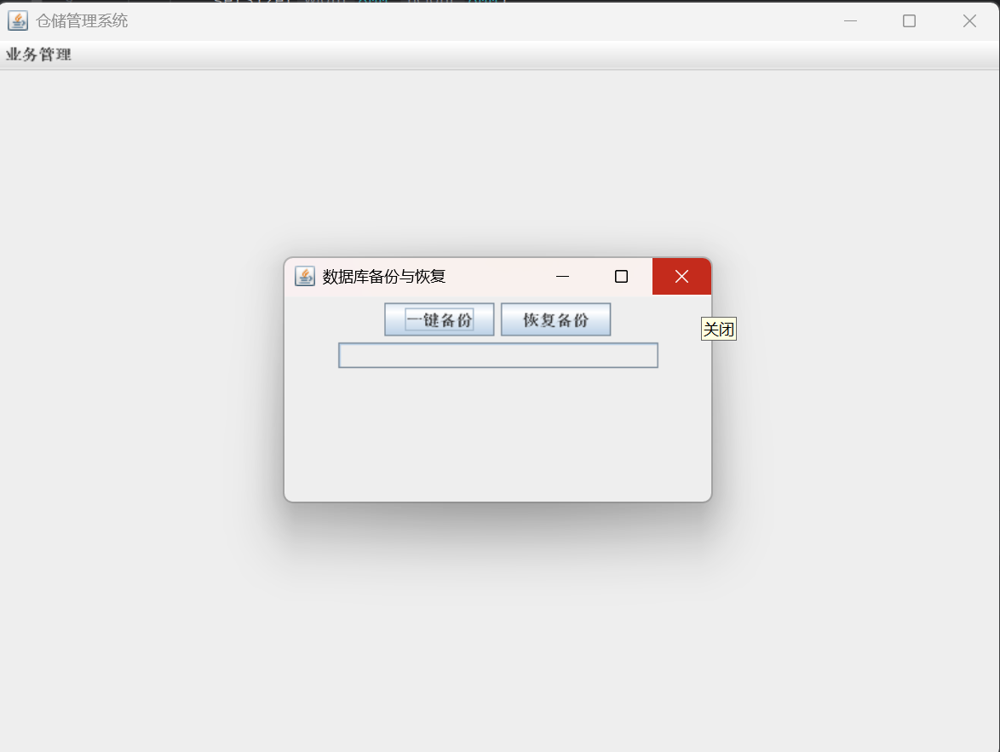 仓储管理系统
业务管理
数据库备份与恢复
一键备份 恢复备份
关闭